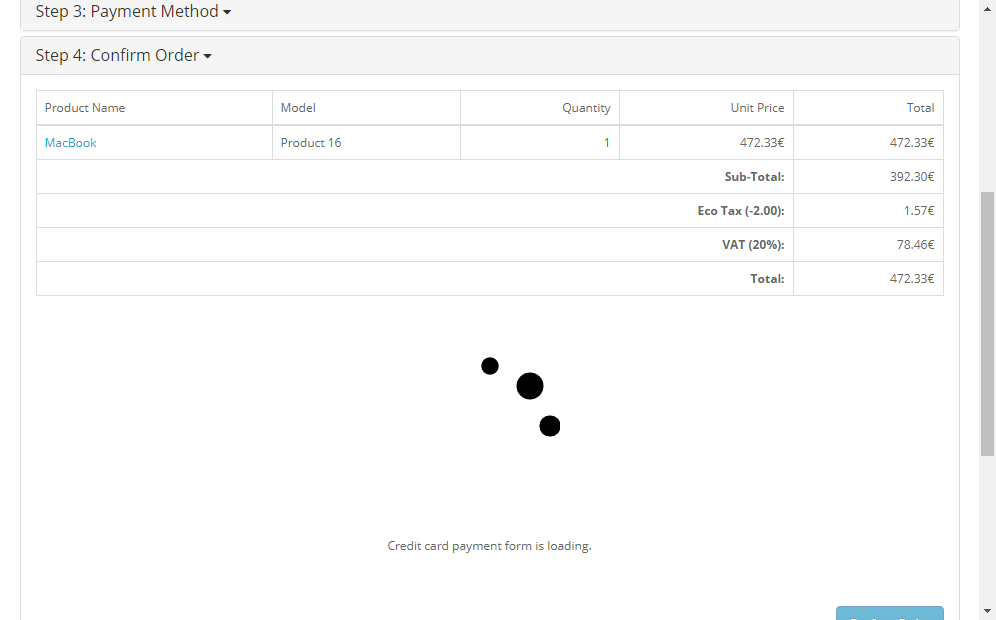 Step 3: Payment Method
Step 4: Confirm Order
Product Name Model Quantity Unit Price Total
MacBook Product 16 1 472.33€ 472.33€
Sub-Total: 392.30€
Eco Tax (-2.00): 1.57€
VAT (20%): 78.46€
Total: 472.33€
Credit card payment form is loading.